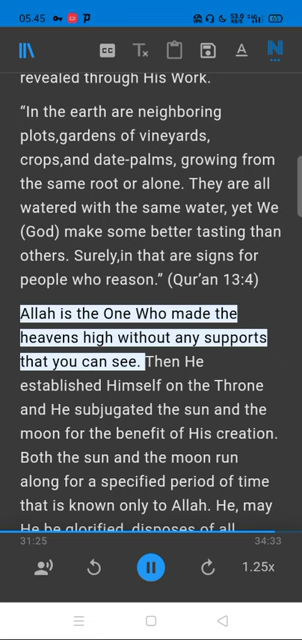 05.45
CC
A
N
revealed through His Work.
“In the earth are neighboring
plots,gardens of vineyards,
crops,and date-palms, growing from
the same root or alone. They are all
watered with the same water, yet We
(God) make some better tasting than
others. Surely,in that are signs for
people who reason.” (Qur’an 13:4)
Allah is the One Who made the
heavens high without any supports
that you can see. Then He
established Himself on the Throne
and He subjugated the sun and the
moon for the benefit of His creation.
Both the sun and the moon run
along for a specified period of time
that is known only to Allah. He, may
He be glorified, disposes of all
31:25 34:33
1.25x